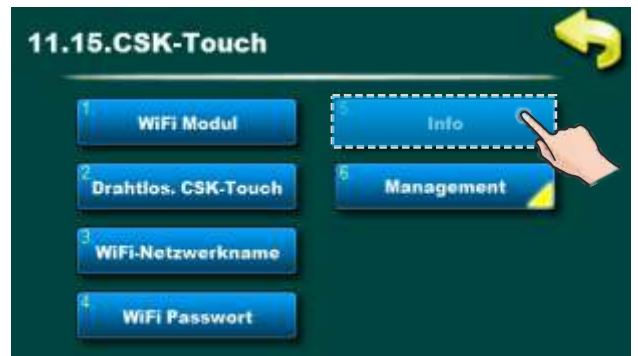 11.15.CSK-Touch
1
WiFi Modul
2
Drahtlos. CSK-Touch
3
WiFi-Netzwerkname
4
WiFi Passwort
5
Info
6
Management